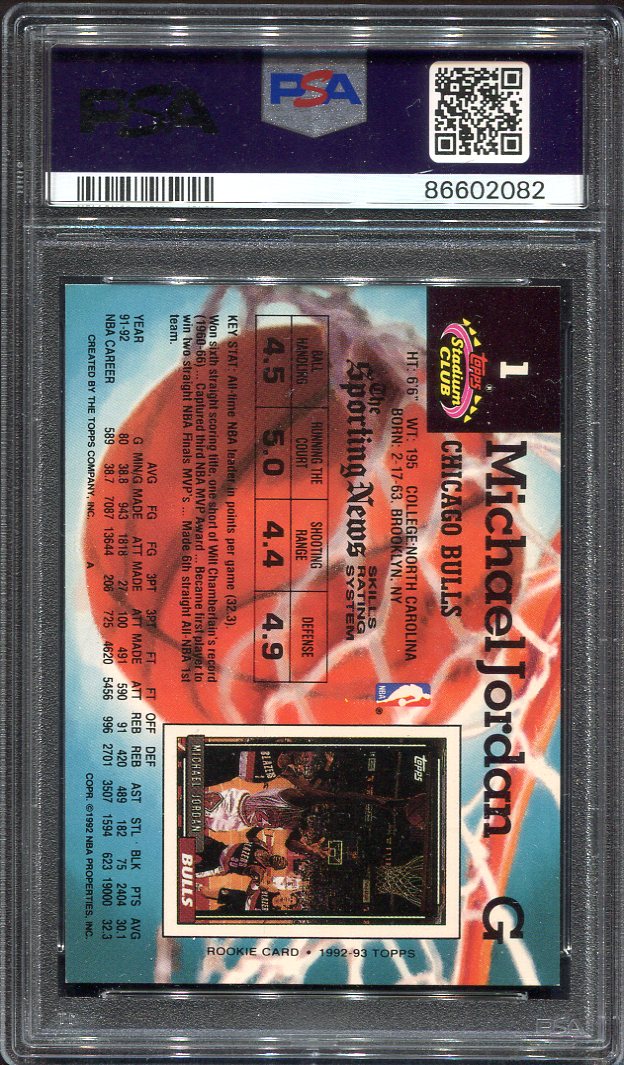 PSA
PSA
86602082
1
TOPPS
Stadium
CLUB
Michael Jordan G
CHICAGO BULLS
HT: 6'6" WT: 195 COLLEGE-NORTH CAROLINA
BORN: 2-17-63, BROOKLYN, NY
The
Sporting News
SKILLS
RATING
SYSTEM
NBA
®
BALL HANDLING RUNNING THE COURT SHOOTING RANGE DEFENSE
4.5 5.0 4.4 4.9
KEY STAT: All-time NBA leader in points per game (32.3).
Won sixth straight scoring title, one short of Wilt Chamberlain's record
(1960-66) ... Captured third NBA MVP Award ... Became first player to
win two straight NBA Finals MVP's ... Made 6th straight All-NBA 1st
team.
AVG FG FG 3PT 3PT FT FT OFF DEF
YEAR G MIN/G MADE ATT MADE ATT MADE ATT REB REB AST STL BLK PTS AVG
91-92 80 38.8 943 1818 27 100 491 590 91 420 489 182 75 2404 30.1
NBA CAREER 589 38.7 7087 13644 206 725 4620 5456 996 2701 3507 1594 623 19000 32.3
CREATED BY THE TOPPS COMPANY, INC. A COPR. ©1992 NBA PROPERTIES, INC.
TOPPS
BLAZERS
MICHAEL JORDAN
BULLS
ROOKIE CARD • 1992-93 TOPPS
PSA